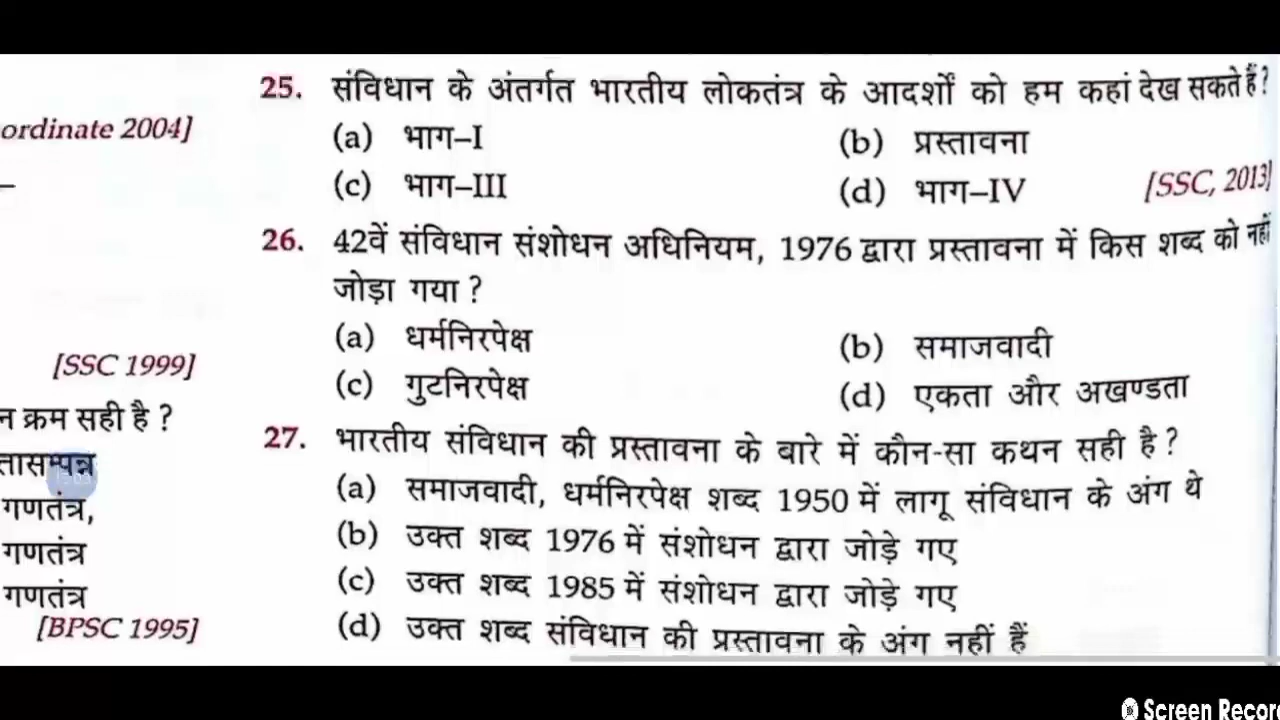 ordinate 2004]
[SSC 1999]
न क्रम सही है ?
तासम्पन्न
गणतंत्र,
गणतंत्र
गणतंत्र
[BPSC 1995]
25. संविधान के अंतर्गत भारतीय लोकतंत्र के आदर्शों को हम कहां देख सकते हैं?
(a) भाग–I (b) प्रस्तावना
(c) भाग–III (d) भाग–IV [SSC, 2013]
26. 42वें संविधान संशोधन अधिनियम, 1976 द्वारा प्रस्तावना में किस शब्द को नहीं
जोड़ा गया ?
(a) धर्मनिरपेक्ष (b) समाजवादी
(c) गुटनिरपेक्ष (d) एकता और अखण्डता
27. भारतीय संविधान की प्रस्तावना के बारे में कौन-सा कथन सही है ?
(a) समाजवादी, धर्मनिरपेक्ष शब्द 1950 में लागू संविधान के अंग थे
(b) उक्त शब्द 1976 में संशोधन द्वारा जोड़े गए
(c) उक्त शब्द 1985 में संशोधन द्वारा जोड़े गए
(d) उक्त शब्द संविधान की प्रस्तावना के अंग नहीं हैं
Screen Recor